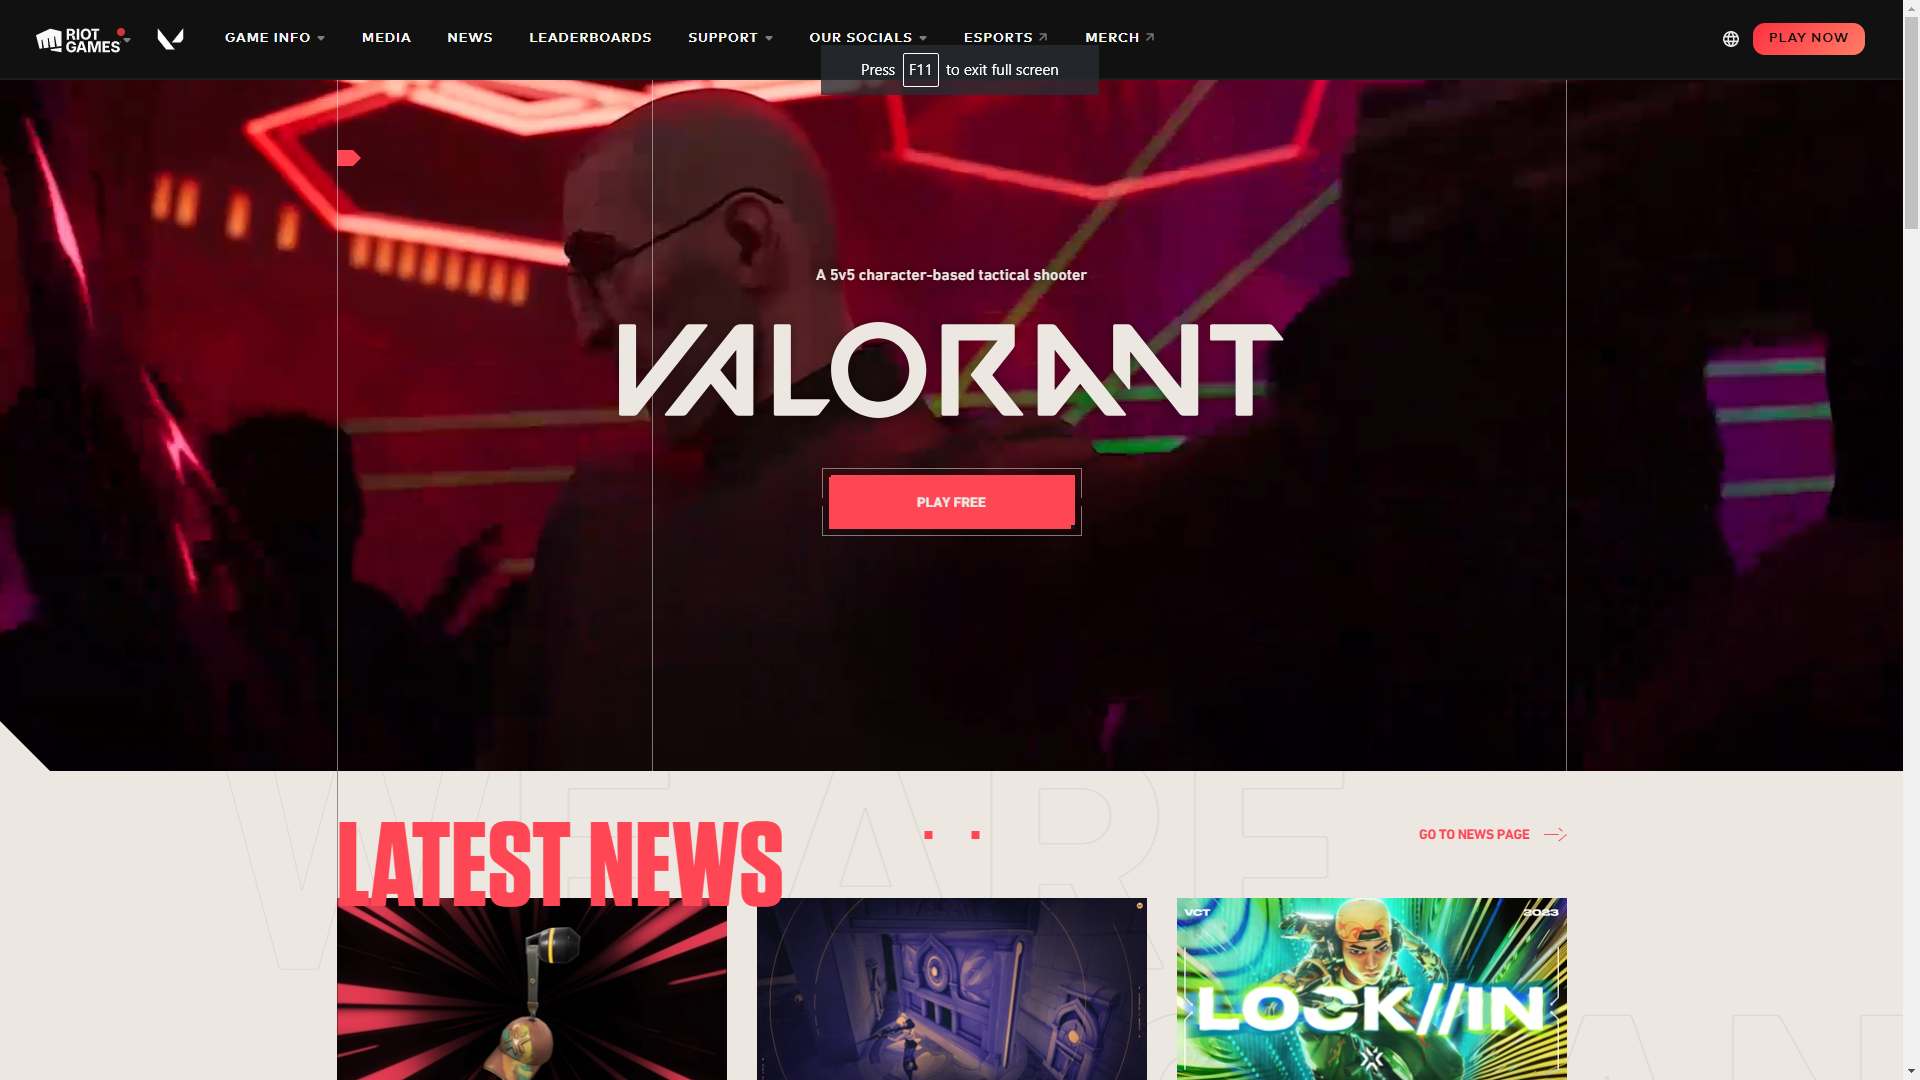 RIOT GAMES
GAME INFO
MEDIA
NEWS
LEADERBOARDS
SUPPORT
OUR SOCIALS
ESPORTS
MERCH
PLAY NOW
Press F11 to exit full screen
A 5v5 character-based tactical shooter
VALORANT
PLAY FREE
WE ARE
LATEST NEWS
GO TO NEWS PAGE
VCT
2023
LOCK//IN